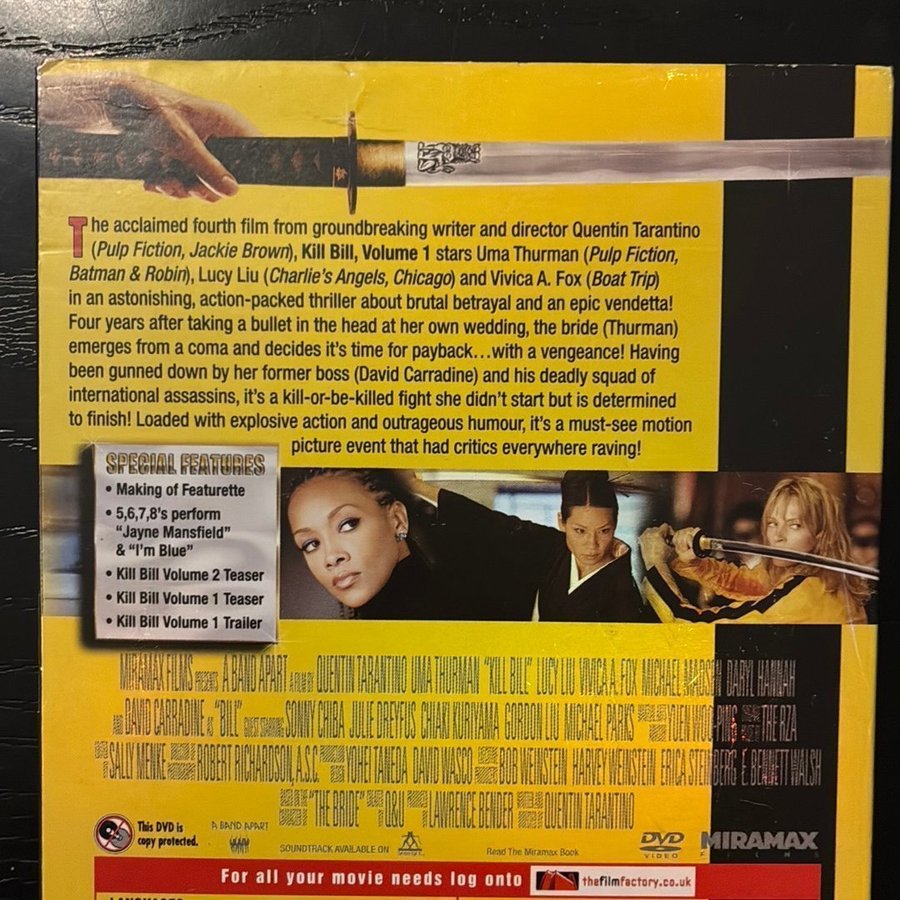 The acclaimed fourth film from groundbreaking writer and director Quentin Tarantino
(Pulp Fiction, Jackie Brown), Kill Bill, Volume 1 stars Uma Thurman (Pulp Fiction,
Batman & Robin), Lucy Liu (Charlie's Angels, Chicago) and Vivica A. Fox (Boat Trip)
in an astonishing, action-packed thriller about brutal betrayal and an epic vendetta!
Four years after taking a bullet in the head at her own wedding, the bride (Thurman)
emerges from a coma and decides it's time for payback...with a vengeance! Having
been gunned down by her former boss (David Carradine) and his deadly squad of
international assassins, it's a kill-or-be-killed fight she didn't start but is determined
to finish! Loaded with explosive action and outrageous humour, it's a must-see motion
picture event that had critics everywhere raving!
SPECIAL FEATURES
• Making of Featurette
• 5,6,7,8's perform
"Jayne Mansfield"
& "I'm Blue"
• Kill Bill Volume 2 Teaser
• Kill Bill Volume 1 Teaser
• Kill Bill Volume 1 Trailer
MIRAMAX FILMS PRESENTS A BAND APART A FILM BY QUENTIN TARANTINO UMA THURMAN "KILL BILL" LUCY LIU VIVICA A. FOX MICHAEL MADSEN DARYL HANNAH
AND DAVID CARRADINE AS "BILL" GUEST STARRING SONNY CHIBA JULIE DREYFUS CHIAKI KURIYAMA GORDON LIU MICHAEL PARKS YUEN WOO-PING THE RZA
SALLY MENKE ROBERT RICHARDSON, A.S.C. YOHEI TANEDA DAVID WASCO BOB WEINSTEIN HARVEY WEINSTEIN ERICA STEINBERG E. BENNETT WALSH
"THE BRIDE" Q&U LAWRENCE BENDER QUENTIN TARANTINO
This DVD is
copy protected.
A BAND APART
SOUNDTRACK AVAILABLE ON
Read The Miramax Book
DVD
VIDEO
MIRAMAX
FILMS
For all your movie needs log onto thefilmfactory.co.uk